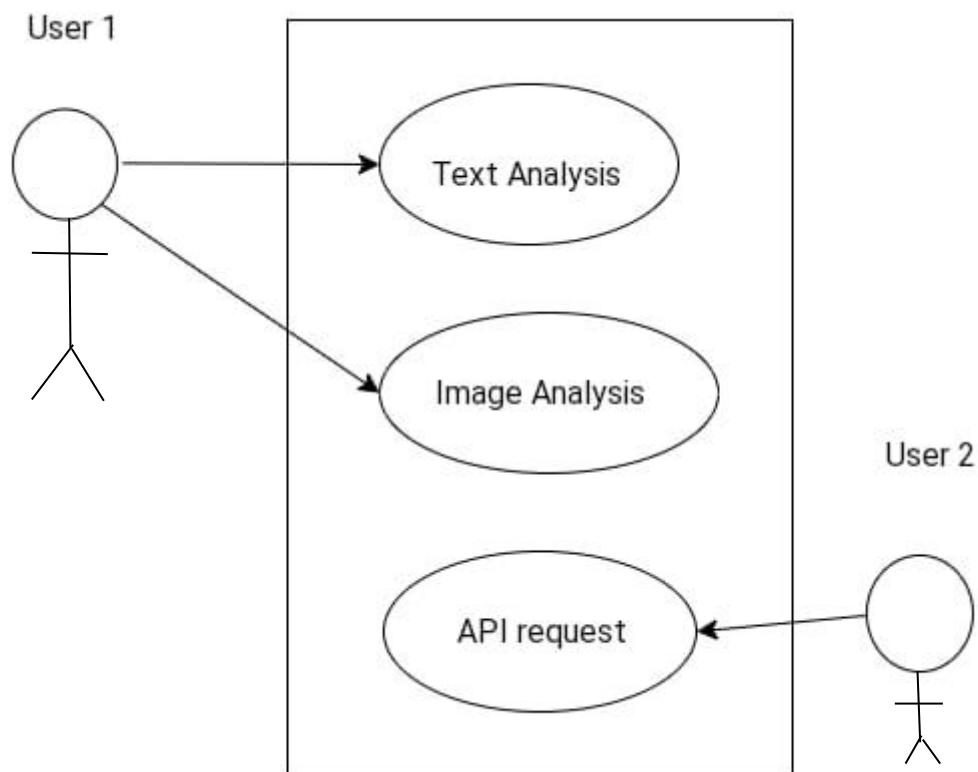 User 1
Text Analysis
Image Analysis
User 2
API request